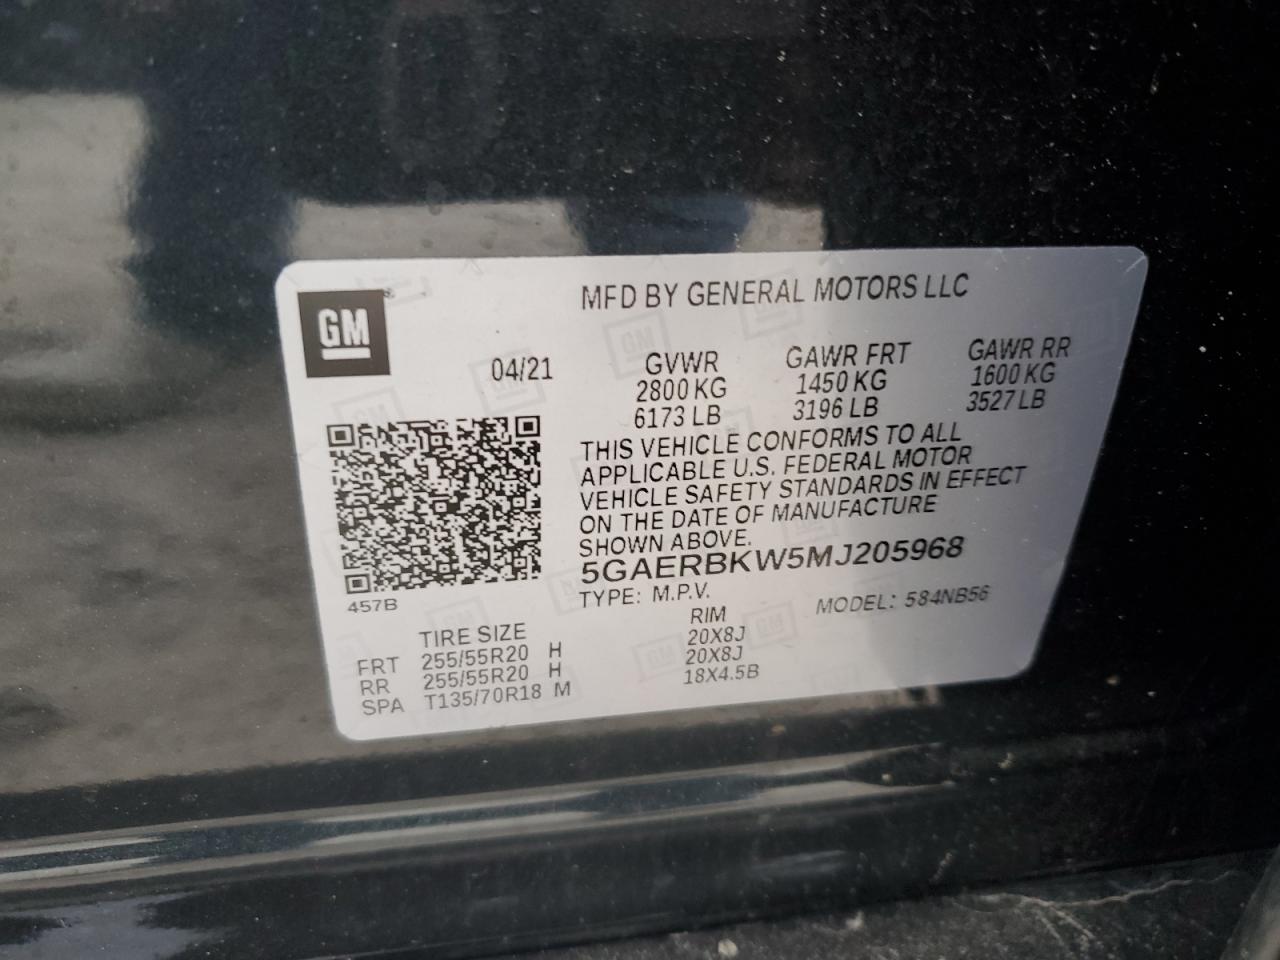 GM
MFD BY GENERAL MOTORS LLC
04/21
GVWR GAWR FRT GAWR RR
2800 KG 1450 KG 1600 KG
6173 LB 3196 LB 3527 LB
THIS VEHICLE CONFORMS TO ALL
APPLICABLE U.S. FEDERAL MOTOR
VEHICLE SAFETY STANDARDS IN EFFECT
ON THE DATE OF MANUFACTURE
SHOWN ABOVE.
5GAERBKW5MJ205968
457B
TYPE: M.P.V. MODEL: 584NB56
TIRE SIZE RIM
FRT 255/55R20 H 20X8J
RR 255/55R20 H 20X8J
SPA T135/70R18 M 18X4.5B